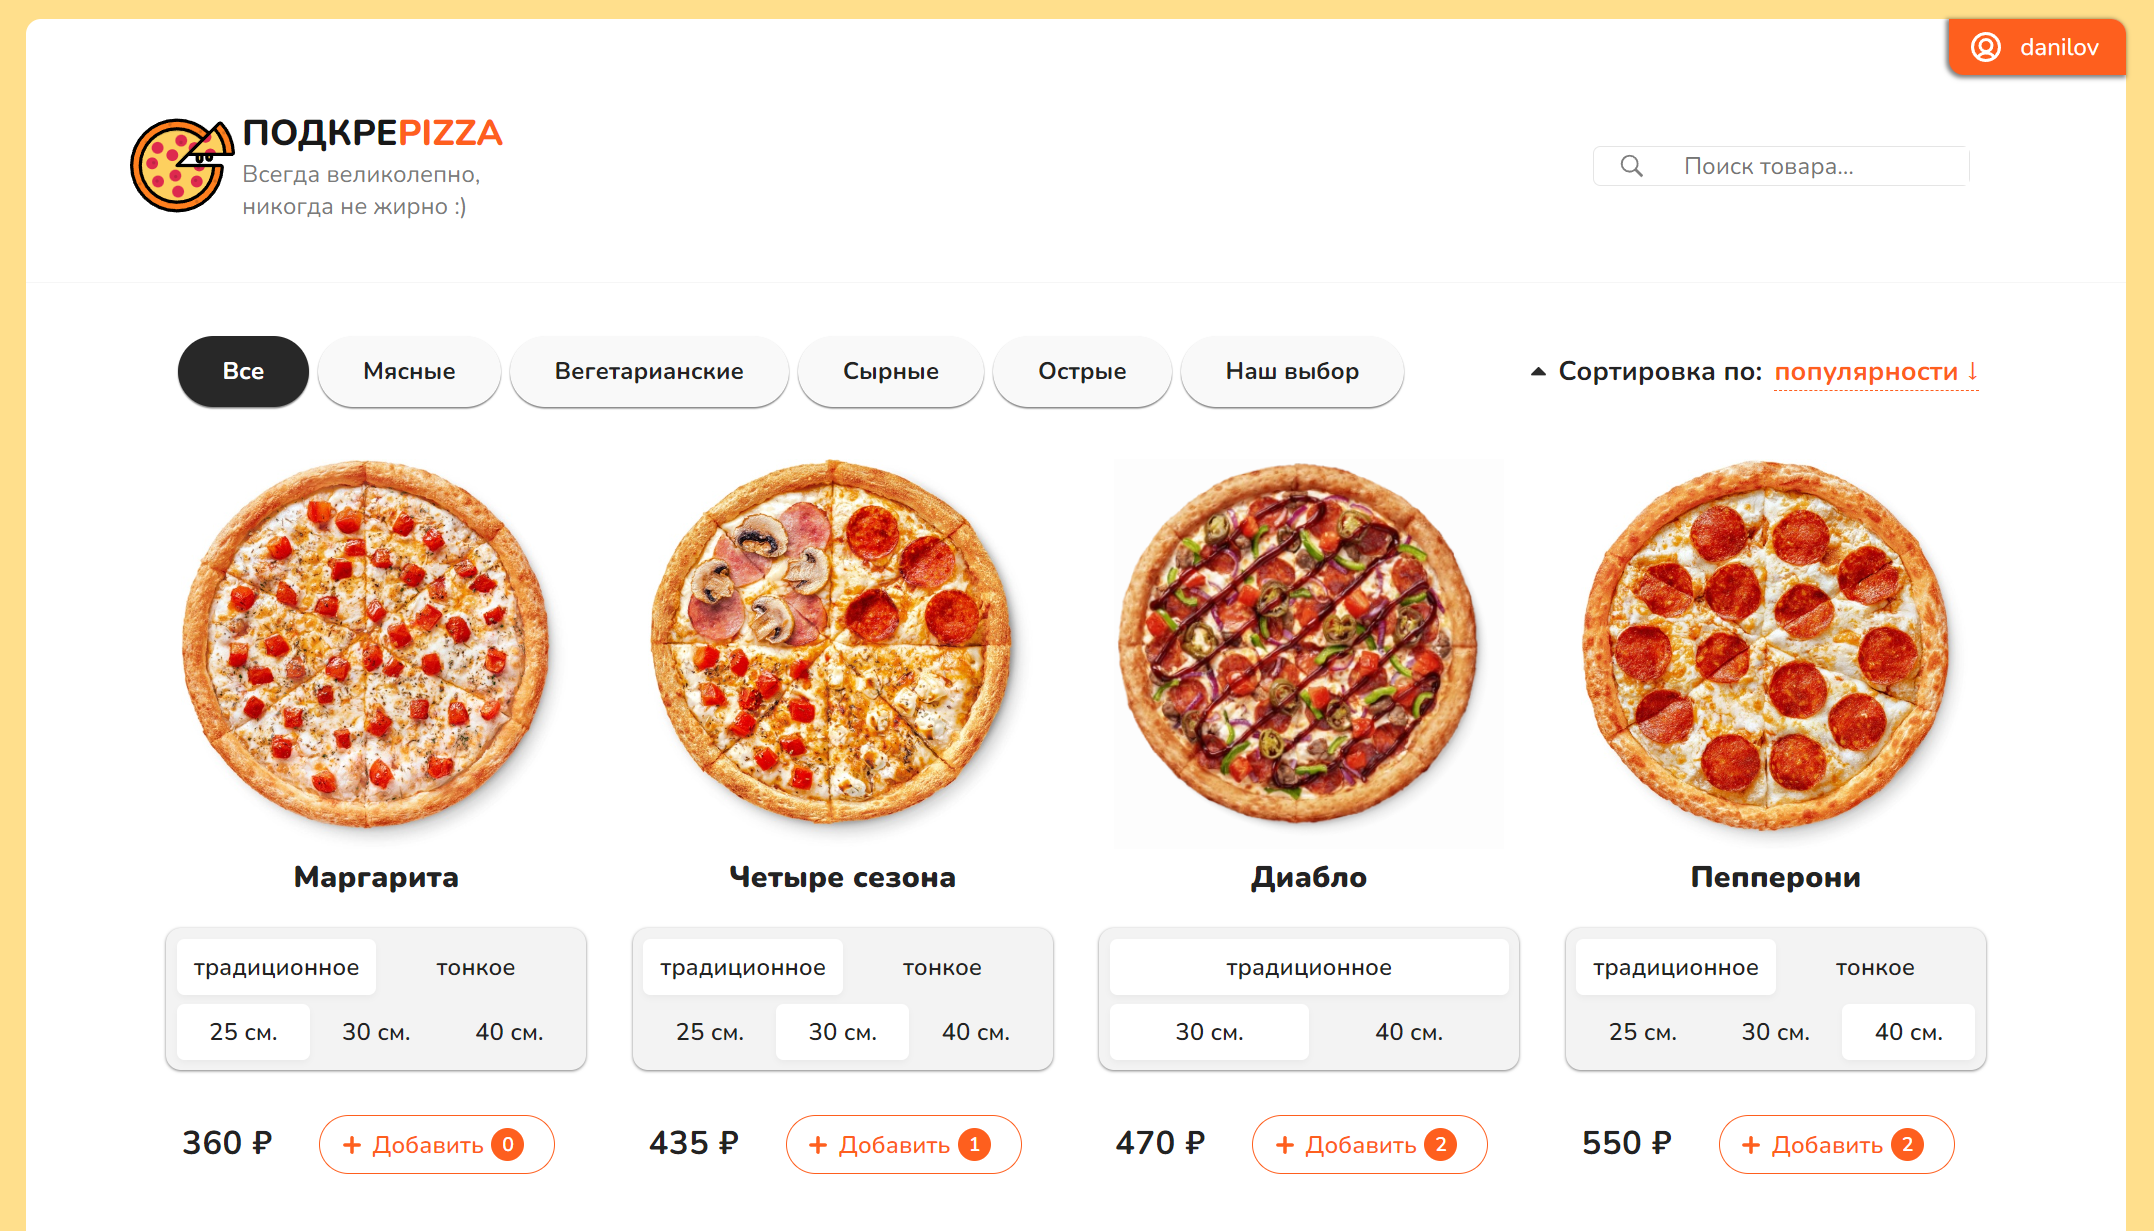 danilov
ПОДКРЕPIZZA
Всегда великолепно,
никогда не жирно :)
Поиск товара...
Все Мясные Вегетарианские Сырные Острые Наш выбор Сортировка по: популярности ↓
Маргарита Четыре сезона Диабло Пепперони
традиционное тонкое традиционное тонкое традиционное традиционное тонкое
25 см. 30 см. 40 см. 25 см. 30 см. 40 см. 30 см. 40 см. 25 см. 30 см. 40 см.
360 ₽ + Добавить 0 435 ₽ + Добавить 1 470 ₽ + Добавить 2 550 ₽ + Добавить 2